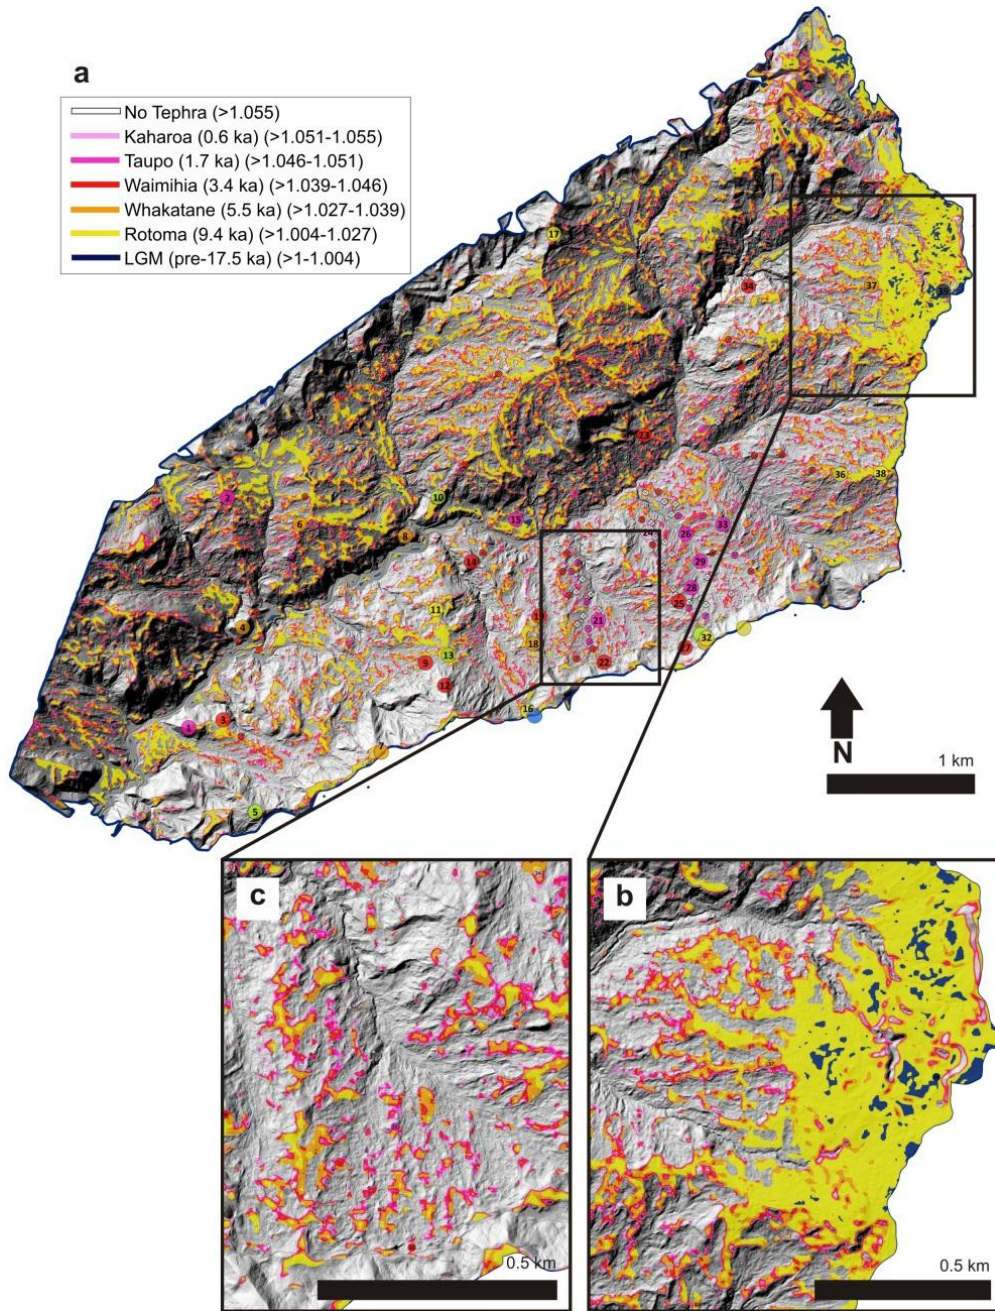 a
No Tephra (>1.055)
Kaharoa (0.6 ka) (>1.051-1.055)
Taupo (1.7 ka) (>1.046-1.051)
Waimihia (3.4 ka) (>1.039-1.046)
Whakatane (5.5 ka) (>1.027-1.039)
Rotoma (9.4 ka) (>1.004-1.027)
LGM (pre-17.5 ka) (>1-1.004)
17
34
37
23
36
38
2
10
6
15
33
26
8
24
14
29
28
25
11
21
4
18
32
13
9
22
12
3
1
16
7
5
N
1 km
c
b
0.5 km
0.5 km